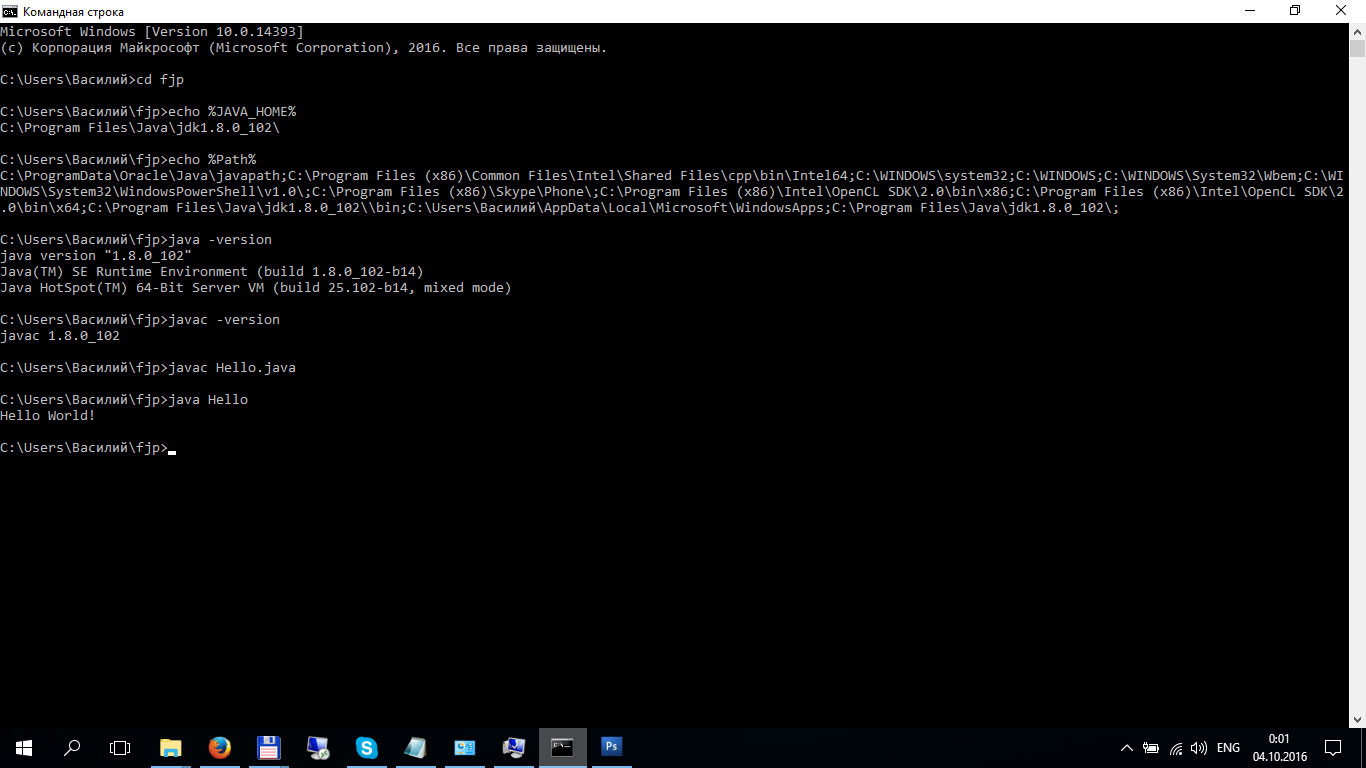 Командная строка
Microsoft Windows [Version 10.0.14393]
(c) Корпорация Майкрософт (Microsoft Corporation), 2016. Все права защищены.
C:\Users\Василий>cd fjp
C:\Users\Василий\fjp>echo %JAVA_HOME%
C:\Program Files\Java\jdk1.8.0_102\
C:\Users\Василий\fjp>echo %Path%
C:\ProgramData\Oracle\Java\javapath;C:\Program Files (x86)\Common Files\Intel\Shared Files\cpp\bin\Intel64;C:\WINDOWS\system32;C:\WINDOWS;C:\WINDOWS\System32\Wbem;C:\WI
NDOWS\System32\WindowsPowerShell\v1.0\;C:\Program Files (x86)\Skype\Phone\;C:\Program Files (x86)\Intel\OpenCL SDK\2.0\bin\x86;C:\Program Files (x86)\Intel\OpenCL SDK\2
.0\bin\x64;C:\Program Files\Java\jdk1.8.0_102\\bin;C:\Users\Василий\AppData\Local\Microsoft\WindowsApps;C:\Program Files\Java\jdk1.8.0_102\;
C:\Users\Василий\fjp>java -version
java version "1.8.0_102"
Java(TM) SE Runtime Environment (build 1.8.0_102-b14)
Java HotSpot(TM) 64-Bit Server VM (build 25.102-b14, mixed mode)
C:\Users\Василий\fjp>javac -version
javac 1.8.0_102
C:\Users\Василий\fjp>javac Hello.java
C:\Users\Василий\fjp>java Hello
Hello World!
C:\Users\Василий\fjp>
Ps
ENG
0:01
04.10.2016